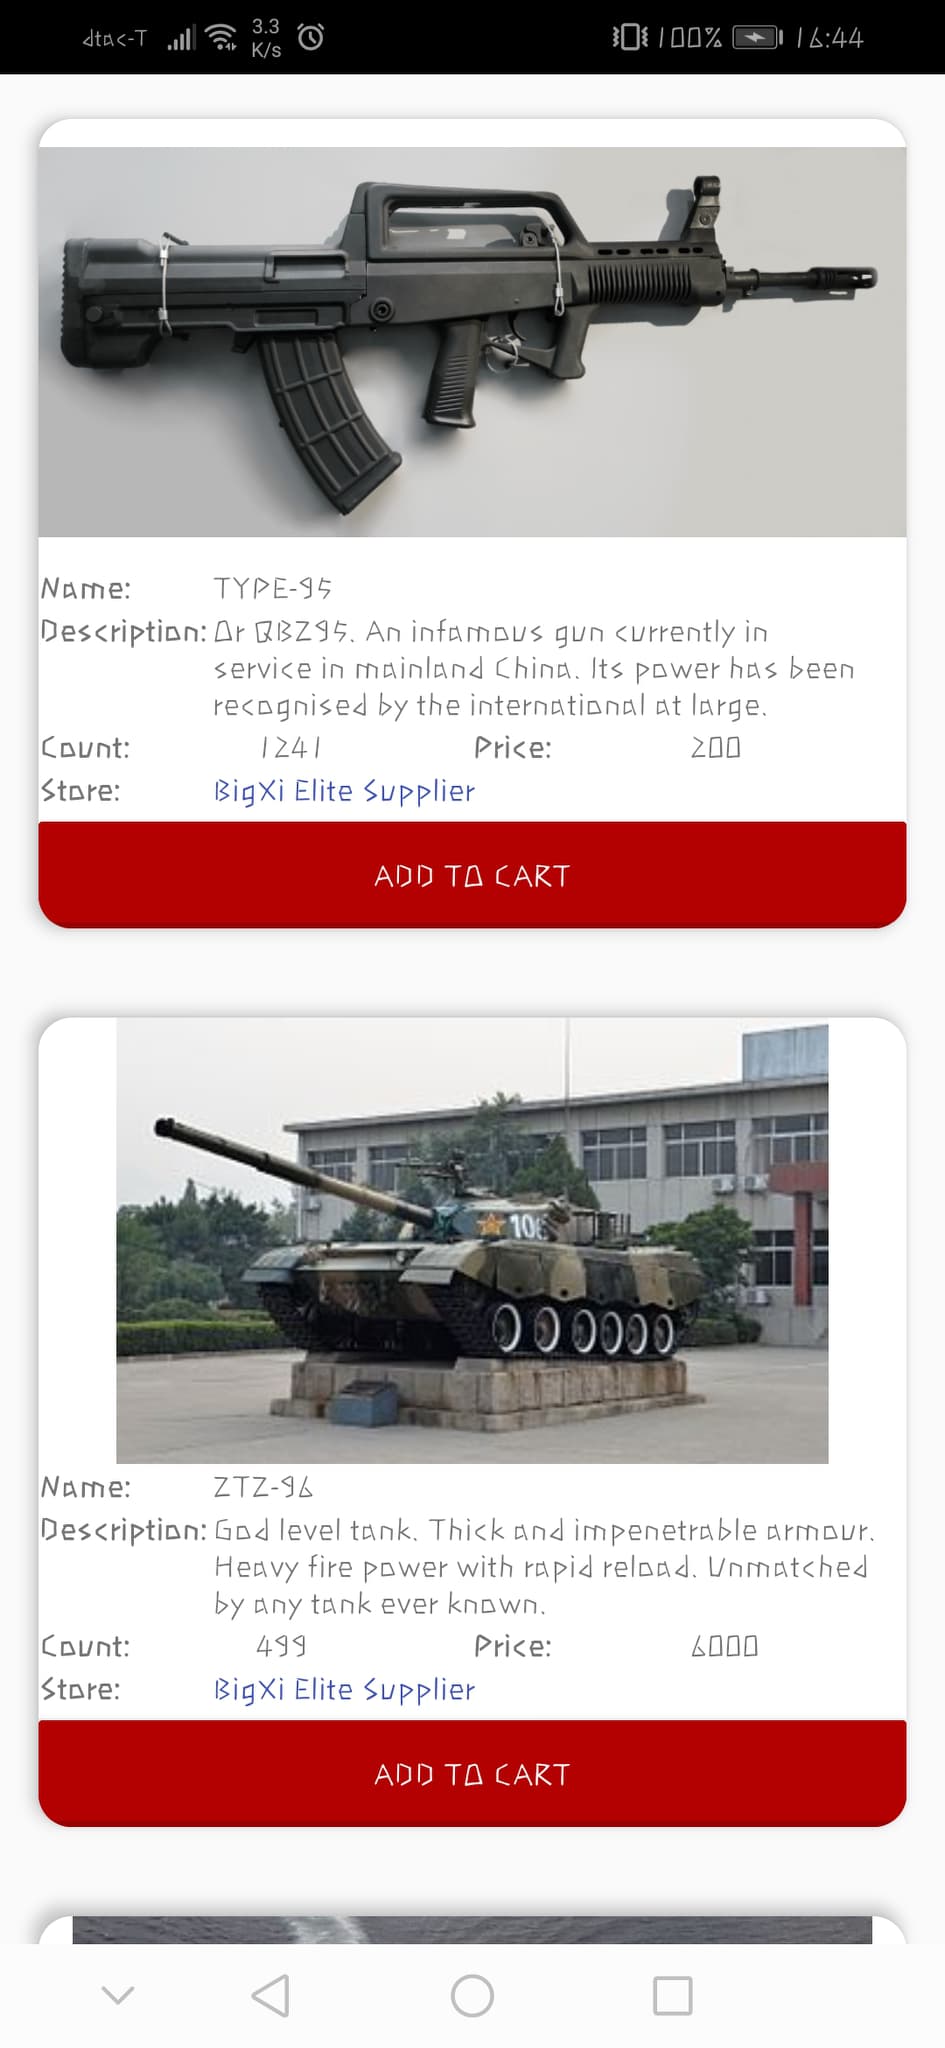 dtac-T 3.3 K/s 100% 16:44
Name: TYPE-95
Description: Or QBZ95. An infamous gun currently in
service in mainland China. Its power has been
recognised by the international at large.
Count: 1241 Price: 200
Store: BigXi Elite Supplier
ADD TO CART
106
Name: ZTZ-96
Description: God level tank. Thick and impenetrable armour.
Heavy fire power with rapid reload. Unmatched
by any tank ever known.
Count: 499 Price: 6000
Store: BigXi Elite Supplier
ADD TO CART